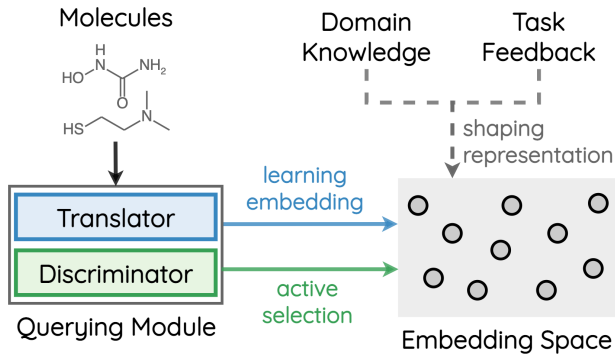 Molecules
H
N
HO
NH₂
O
HS
N
Domain
Knowledge
Task
Feedback
shaping
representation
learning
embedding
Translator
Discriminator
active
selection
Querying Module
Embedding Space